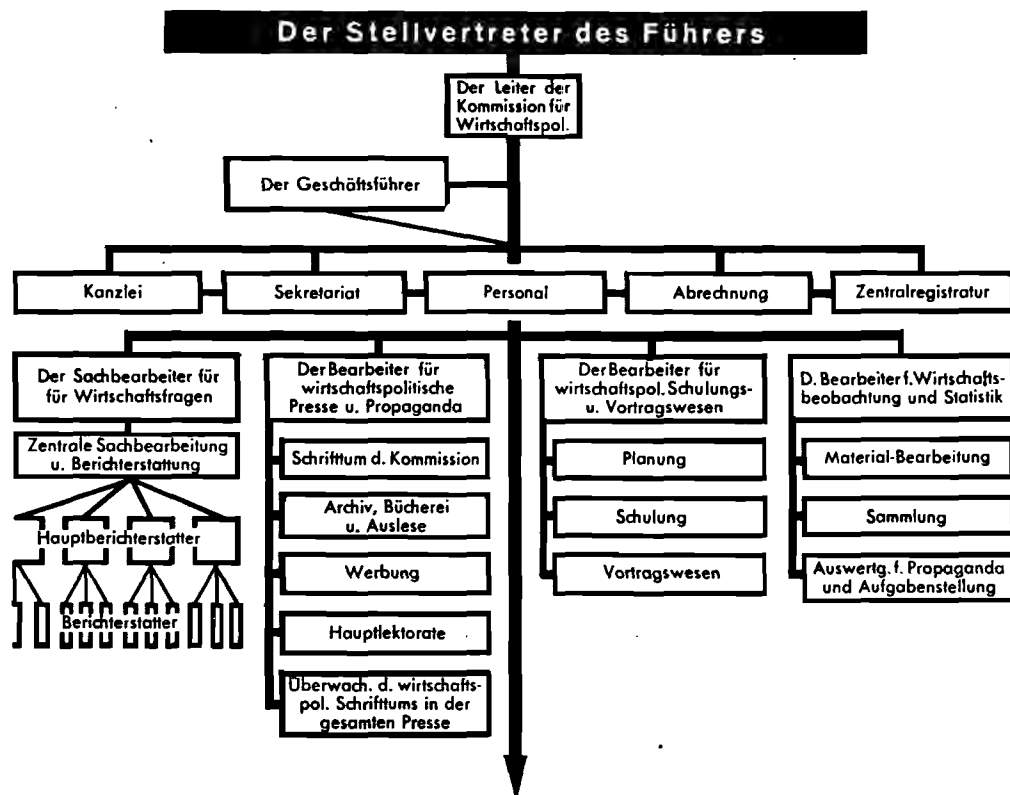 Der Stellvertreter des Führers
Der Leiter der
Kommission für
Wirtschaftspol.
Der Geschäftsführer
Kanzlei
Sekretariat
Personal
Abrechnung
Zentralregistratur
Der Sachbearbeiter für
für Wirtschaftsfragen
Zentrale Sachbearbeitung
u. Berichterstattung
Hauptberichterstatter
Berichterstatter
Der Bearbeiter für
wirtschaftspolitische
Presse u. Propaganda
Schrifttum d. Kommission
Archiv, Bücherei
u. Auslese
Werbung
Hauptlektorate
Überwach. d. wirtschafts-
pol. Schrifttums in der
gesamten Presse
Der Bearbeiter für
wirtschaftspol. Schulungs-
u. Vortragswesen
Planung
Schulung
Vortragswesen
D. Bearbeiter f. Wirtschafts-
beobachtung und Statistik
Material-Bearbeitung
Sammlung
Auswertg. f. Propaganda
und Aufgabenstellung